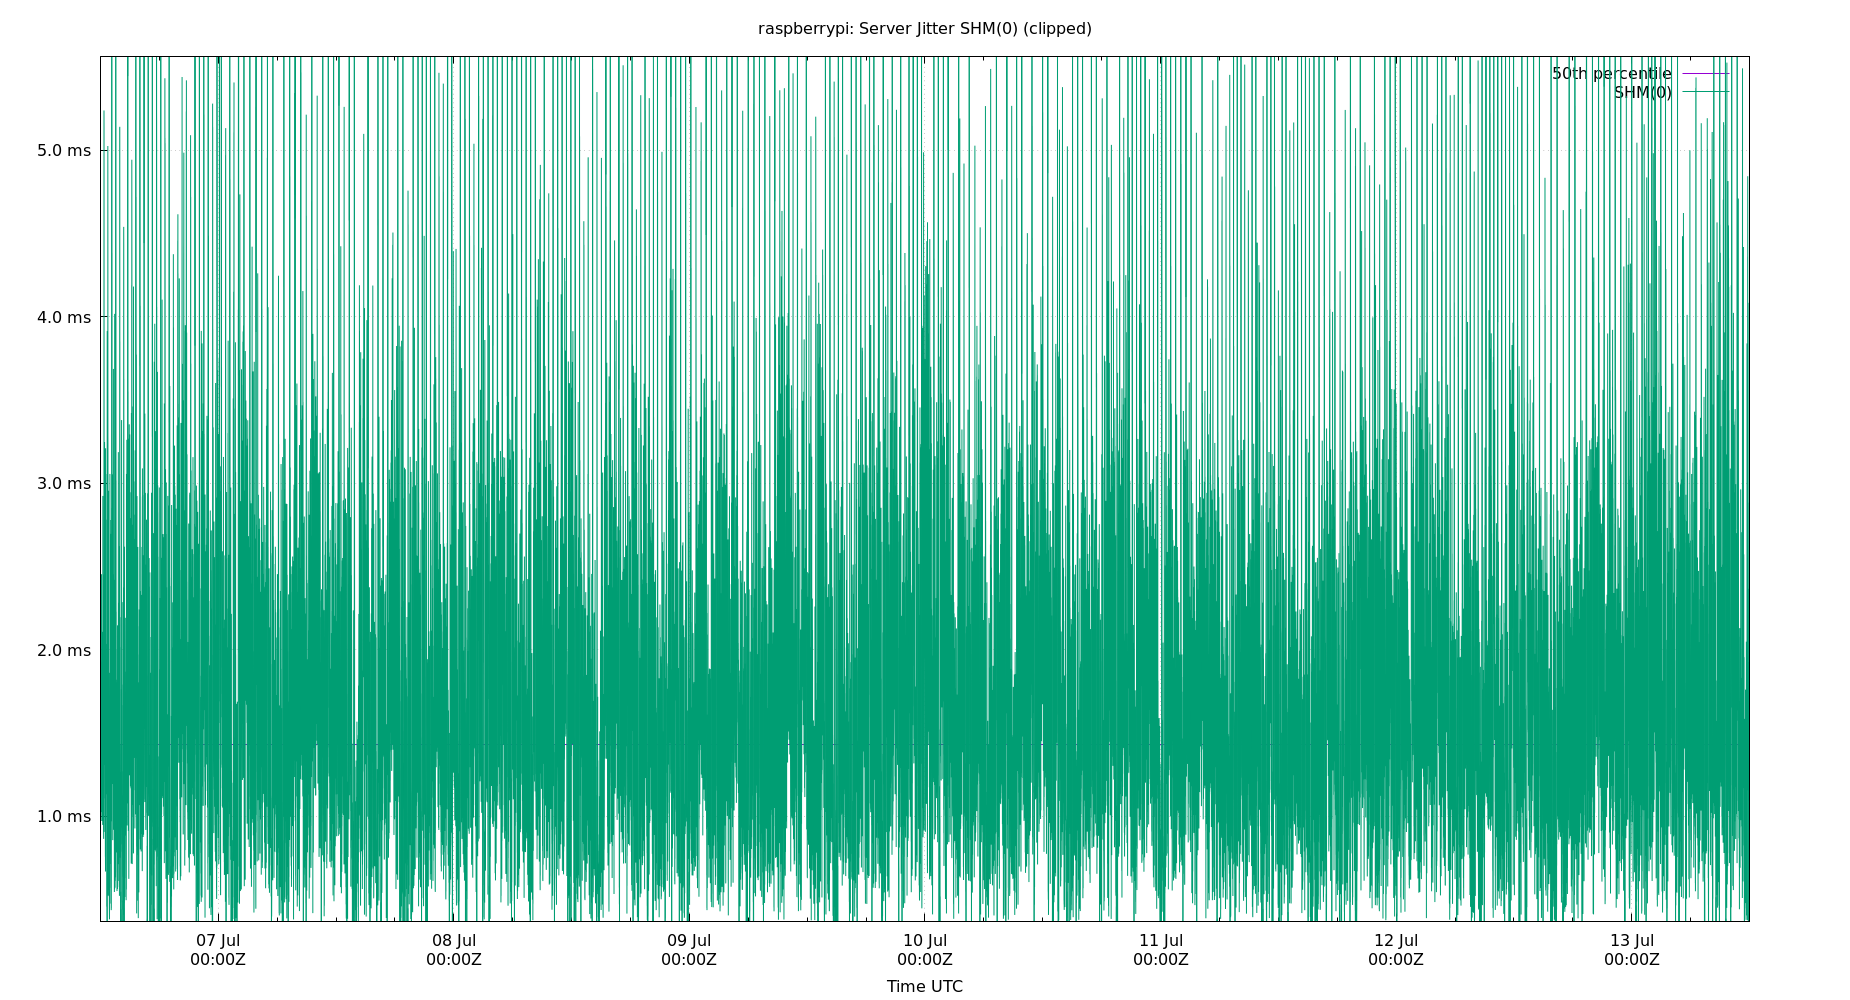 raspberrypi: Server Jitter SHM(0) (clipped)
50th percentile
SHM(0)
5.0 ms
4.0 ms
3.0 ms
2.0 ms
1.0 ms
07 Jul 08 Jul 09 Jul 10 Jul 11 Jul 12 Jul 13 Jul
00:00Z 00:00Z 00:00Z 00:00Z 00:00Z 00:00Z 00:00Z
Time UTC